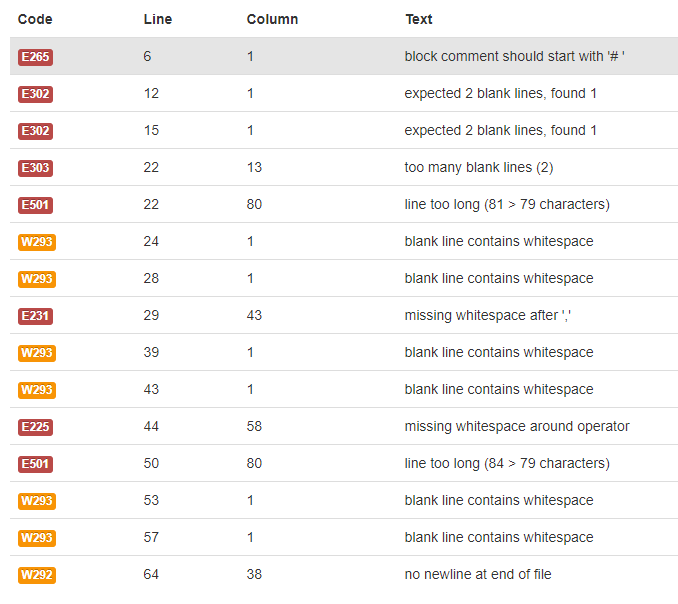 Code Line Column Text
E265 6 1 block comment should start with '# '
E302 12 1 expected 2 blank lines, found 1
E302 15 1 expected 2 blank lines, found 1
E303 22 13 too many blank lines (2)
E501 22 80 line too long (81 > 79 characters)
W293 24 1 blank line contains whitespace
W293 28 1 blank line contains whitespace
E231 29 43 missing whitespace after ','
W293 39 1 blank line contains whitespace
W293 43 1 blank line contains whitespace
E225 44 58 missing whitespace around operator
E501 50 80 line too long (84 > 79 characters)
W293 53 1 blank line contains whitespace
W293 57 1 blank line contains whitespace
W292 64 38 no newline at end of file